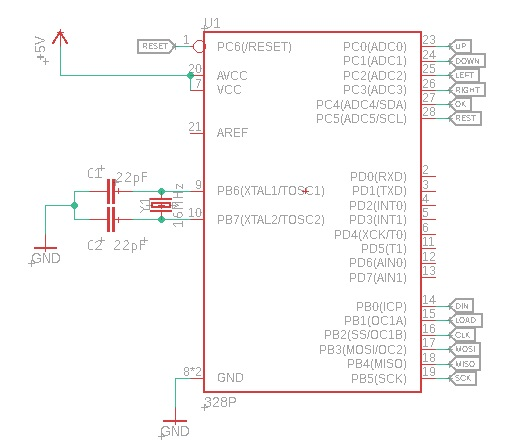 U1
RESET 1 PC6(/RESET) PC0(ADC0) 23 UP
+5V 20 AVCC PC1(ADC1) 24 DOWN
PC2(ADC2) 25 LEFT
7 VCC PC3(ADC3) 26 RIGHT
PC4(ADC4/SDA) 27 OK
PC5(ADC5/SCL) 28 REST
21 AREF
C1 22pF PD0(RXD) 2
9 PB6(XTAL1/TOSC1) PD1(TXD) 3
Y1 16MHz PD2(INT0) 4
10 PB7(XTAL2/TOSC2) PD3(INT1) 5
C2 22pF PD4(XCK/T0) 6
PD5(T1) 11
GND PD6(AIN0) 12
PD7(AIN1) 13
PB0(ICP) 14 DIN
PB1(OC1A) 15 LOAD
PB2(SS/OC1B) 16 CLK
PB3(MOSI/OC2) 17 MOSI
PB4(MISO) 18 MISO
8*2 GND PB5(SCK) 19 SCK
328P
GND